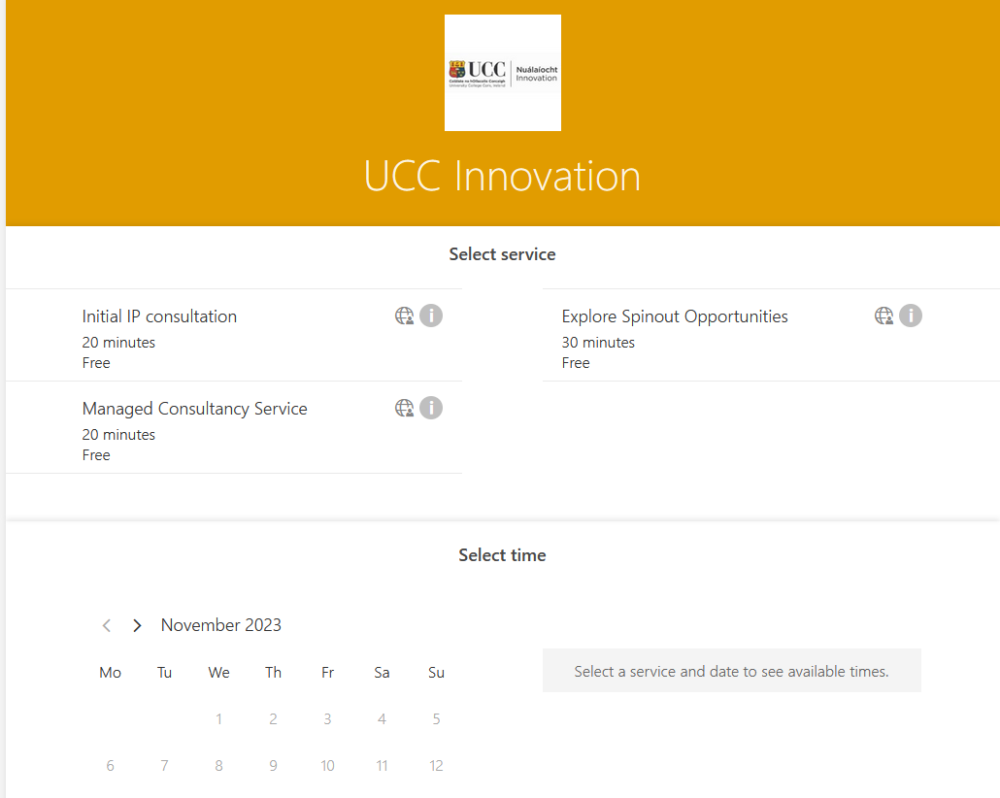 UCC
Coláiste na hOllscoile Corcaigh
University College Cork, Ireland
Nuálaíocht
Innovation
UCC Innovation
Select service
Initial IP consultation
20 minutes
Free
Explore Spinout Opportunities
30 minutes
Free
Managed Consultancy Service
20 minutes
Free
Select time
November 2023
Mo Tu We Th Fr Sa Su
1 2 3 4 5
6 7 8 9 10 11 12
Select a service and date to see available times.